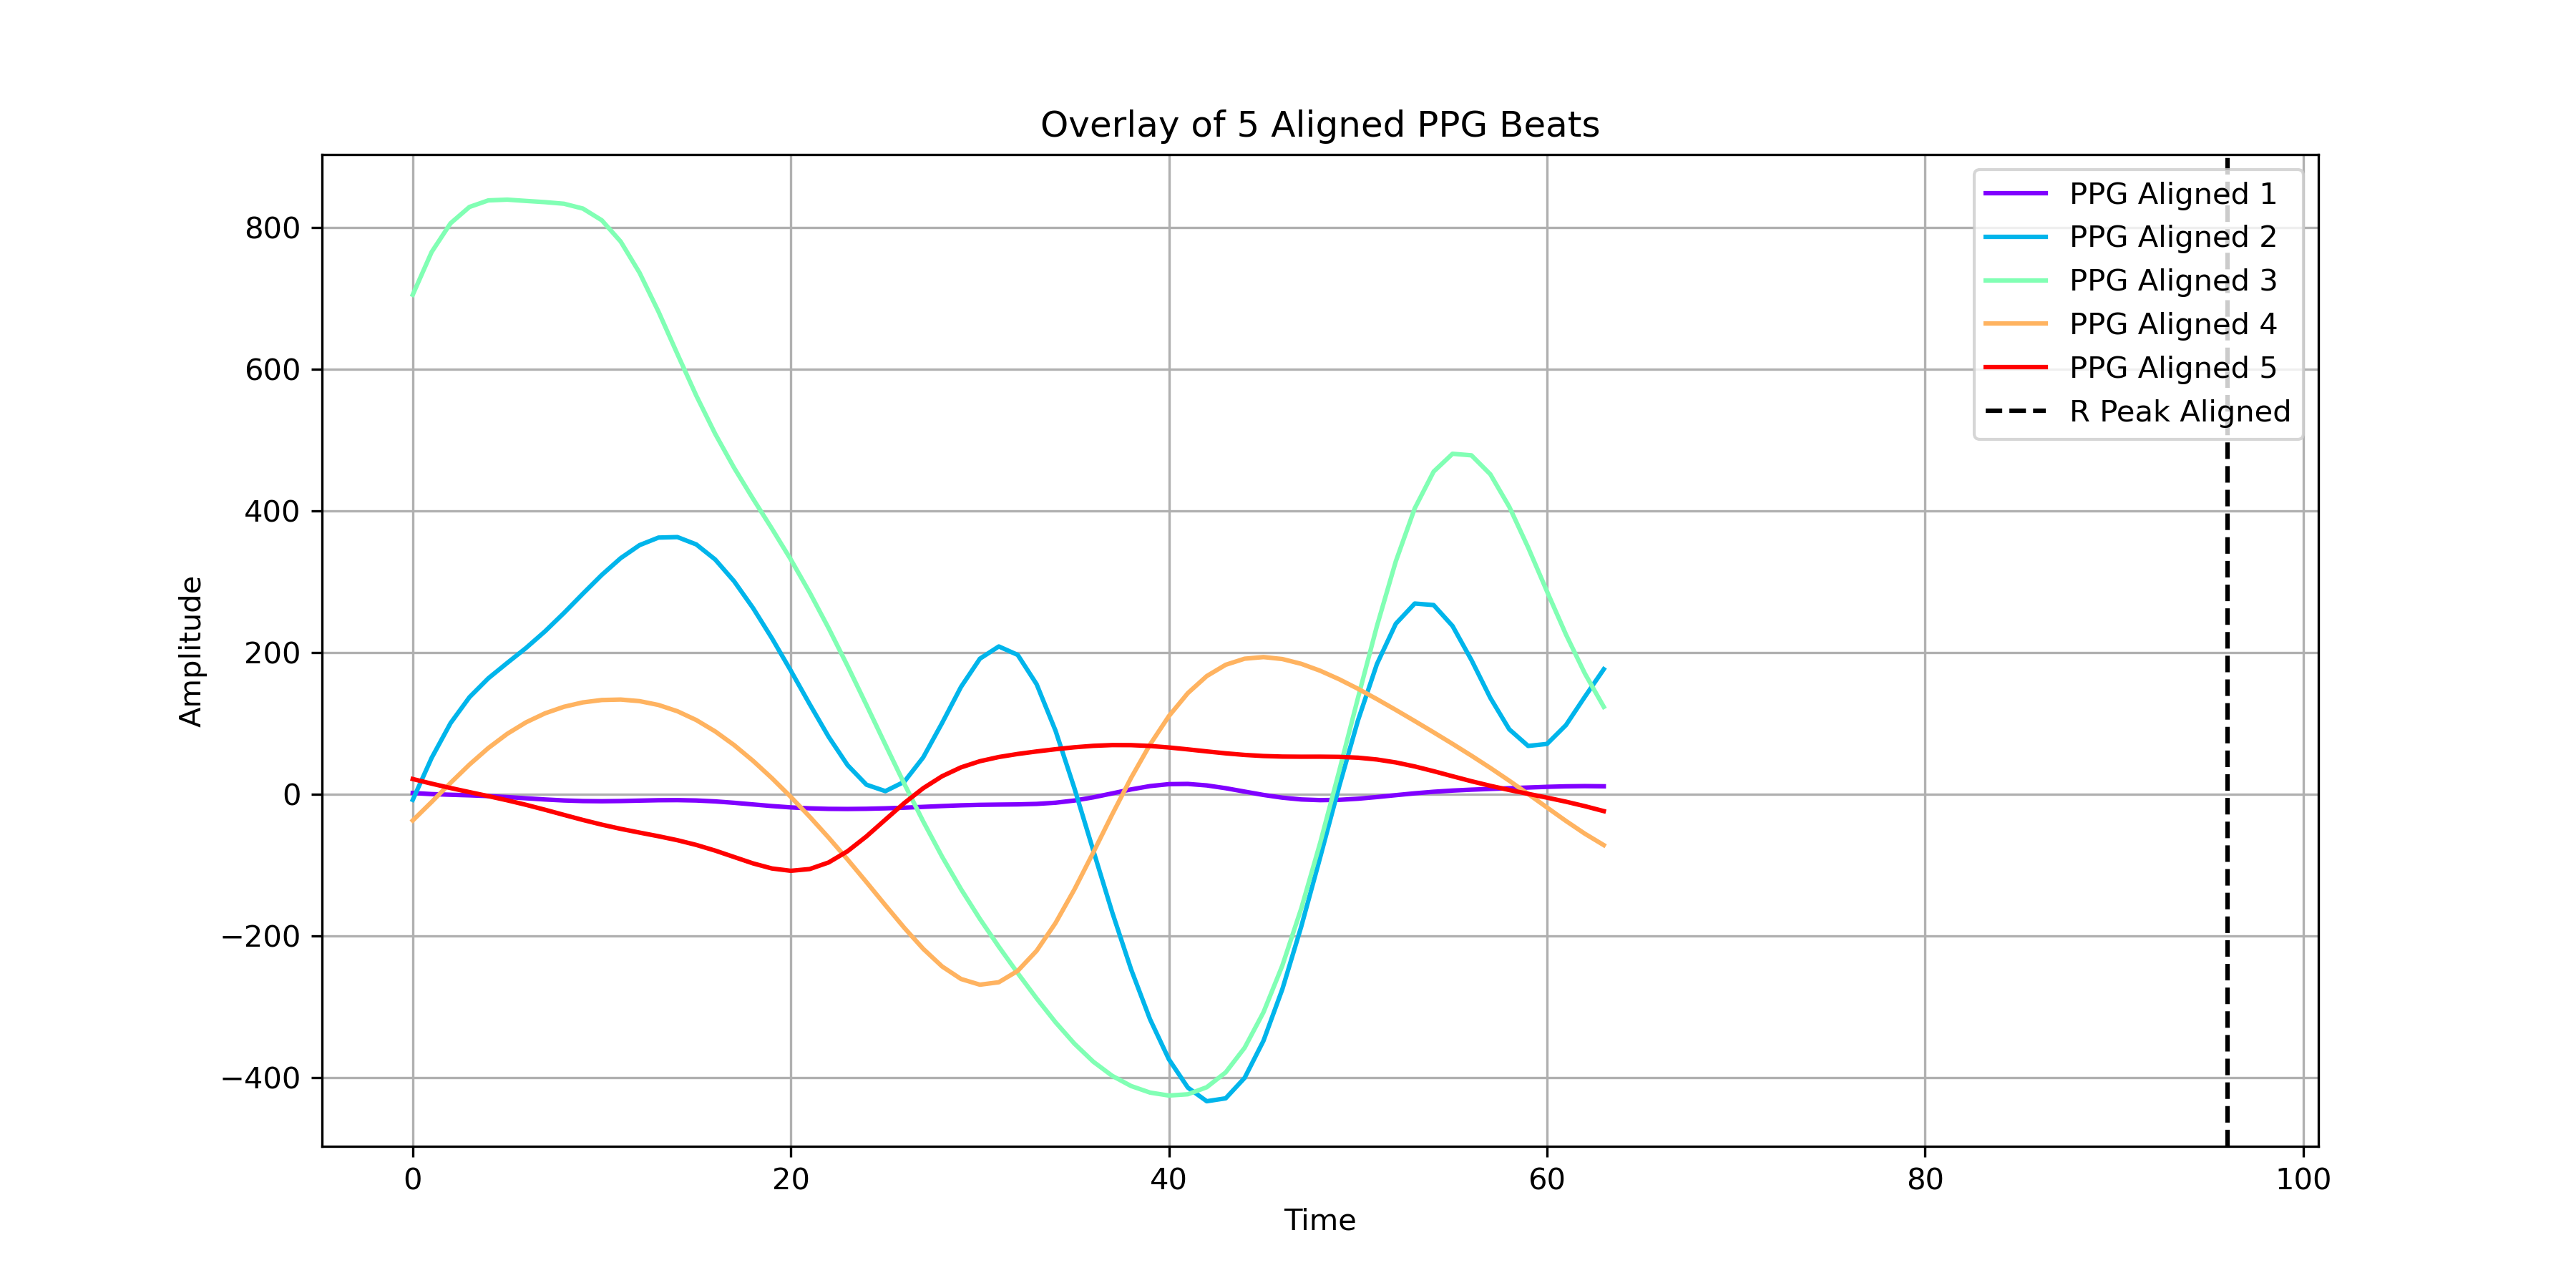 Overlay of 5 Aligned PPG Beats
PPG Aligned 1
PPG Aligned 2
PPG Aligned 3
PPG Aligned 4
PPG Aligned 5
R Peak Aligned
Amplitude
800
600
400
200
0
−200
−400
0 20 40 60 80 100
Time